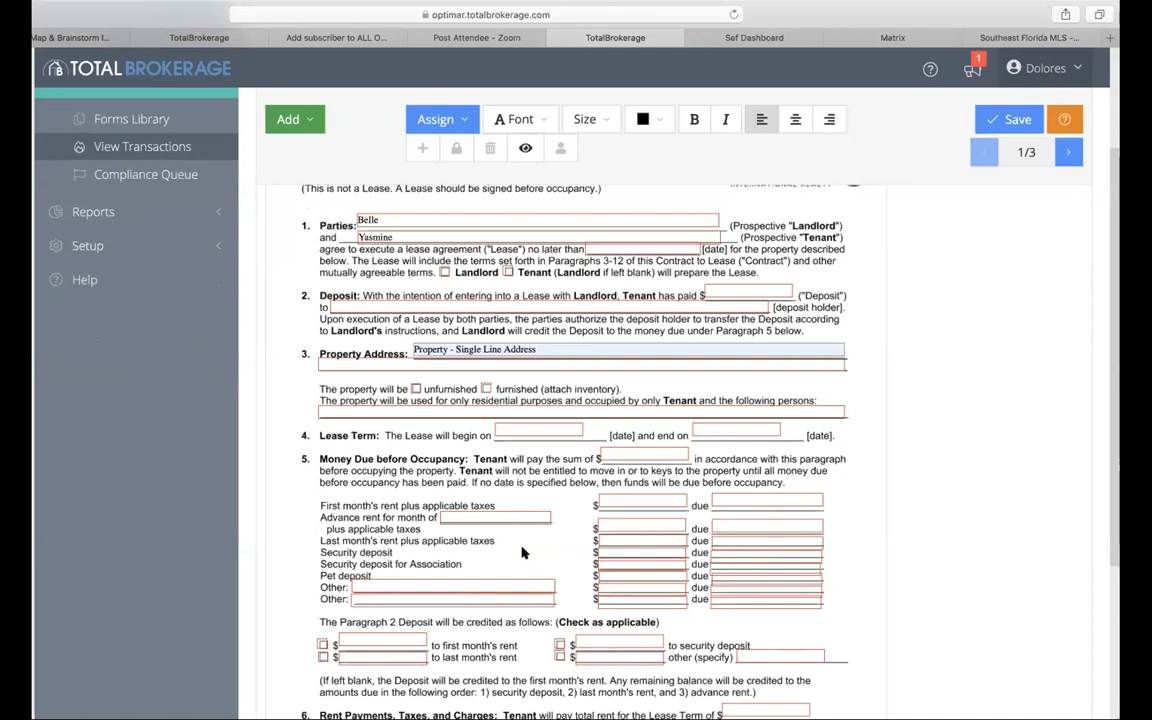 optimar.totalbrokerage.com
Map & Brainstorm I...
TotalBrokerage
Add subscriber to ALL O...
Post Attendee - Zoom
TotalBrokerage
Sef Dashboard
Matrix
Southeast Florida MLS -...
TOTALBROKERAGE
1
Dolores
Forms Library
View Transactions
Compliance Queue
Reports
Setup
Help
Add
Assign
A Font
Size
B
I
Save
1/3
(This is not a Lease. A Lease should be signed before occupancy.)
INTERNATIONAL REALTY
1. Parties: Belle (Prospective "Landlord")
and Yasmine (Prospective "Tenant")
agree to execute a lease agreement ("Lease") no later than [date] for the property described
below. The Lease will include the terms set forth in Paragraphs 3-12 of this Contract to Lease ("Contract") and other
mutually agreeable terms. Landlord Tenant (Landlord if left blank) will prepare the Lease.
2. Deposit: With the intention of entering into a Lease with Landlord, Tenant has paid $ ("Deposit")
to [deposit holder].
Upon execution of a Lease by both parties, the parties authorize the deposit holder to transfer the Deposit according
to Landlord's instructions, and Landlord will credit the Deposit to the money due under Paragraph 5 below.
3. Property Address: Property - Single Line Address
The property will be unfurnished furnished (attach inventory).
The property will be used for only residential purposes and occupied by only Tenant and the following persons:
4. Lease Term: The Lease will begin on [date] and end on [date].
5. Money Due before Occupancy: Tenant will pay the sum of $ in accordance with this paragraph
before occupying the property. Tenant will not be entitled to move in or to keys to the property until all money due
before occupancy has been paid. If no date is specified below, then funds will be due before occupancy.
First month's rent plus applicable taxes $ due
Advance rent for month of
plus applicable taxes $ due
Last month's rent plus applicable taxes $ due
Security deposit $ due
Security deposit for Association $ due
Pet deposit $ due
Other: $ due
Other: $ due
The Paragraph 2 Deposit will be credited as follows: (Check as applicable)
$ to first month's rent $ to security deposit
$ to last month's rent $ other (specify)
(If left blank, the Deposit will be credited to the first month's rent. Any remaining balance will be credited to the
amounts due in the following order: 1) security deposit, 2) last month's rent, and 3) advance rent.)
6. Rent Payments, Taxes, and Charges: Tenant will pay total rent for the Lease Term of $